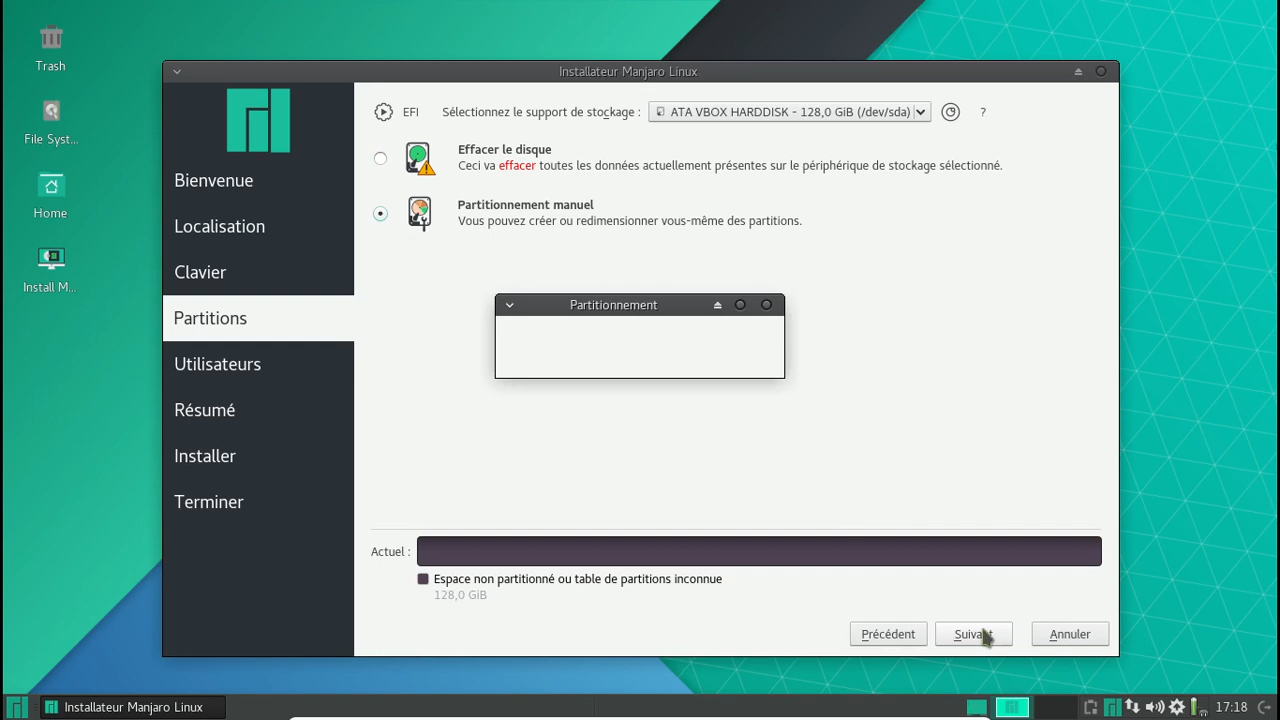 Trash
File Syst...
Home
Install M...
Installateur Manjaro Linux
Bienvenue
Localisation
Clavier
Partitions
Utilisateurs
Résumé
Installer
Terminer
EFI
Sélectionnez le support de stockage :
ATA VBOX HARDDISK - 128,0 GiB (/dev/sda)
?
Effacer le disque
Ceci va effacer toutes les données actuellement présentes sur le périphérique de stockage sélectionné.
Partitionnement manuel
Vous pouvez créer ou redimensionner vous-même des partitions.
Partitionnement
Actuel :
Espace non partitionné ou table de partitions inconnue
128,0 GiB
Précédent
Suivant
Annuler
Installateur Manjaro Linux
17:18